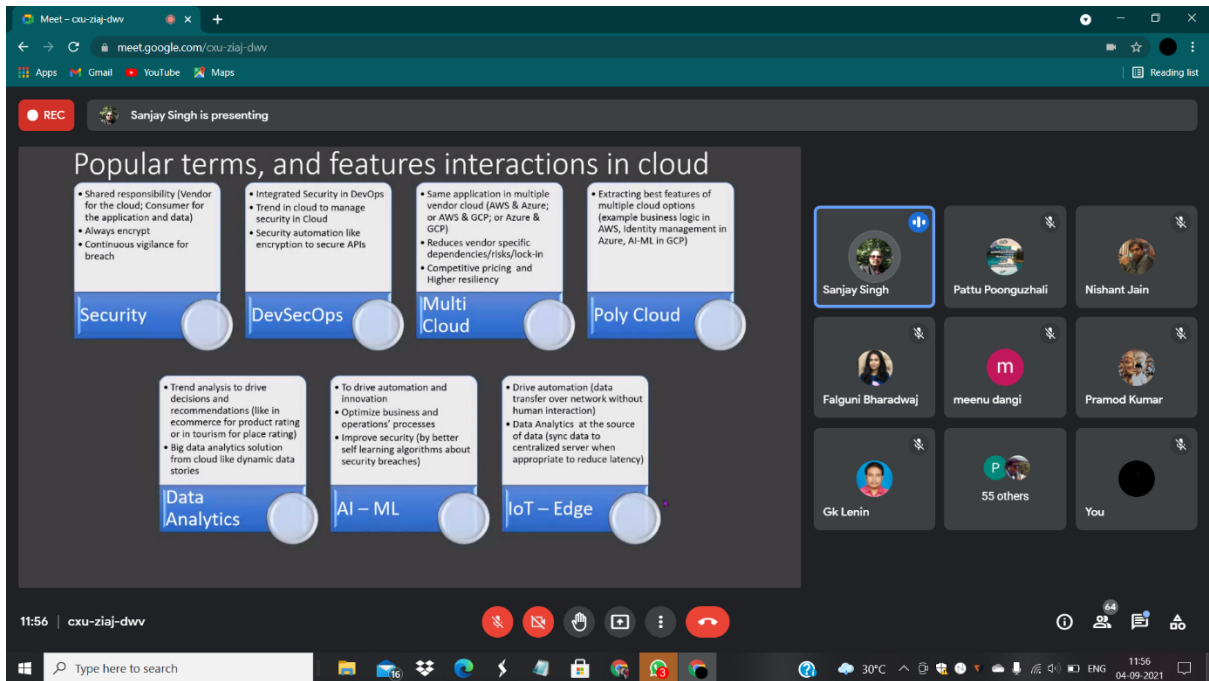 Meet – cxu-ziaj-dwv
meet.google.com/cxu-ziaj-dwv
Apps Gmail YouTube Maps Reading list
REC Sanjay Singh is presenting
Popular terms, and features interactions in cloud
• Shared responsibility (Vendor
for the cloud; Consumer for
the application and data)
• Always encrypt
• Continuous vigilance for
breach
Security
• Integrated Security in DevOps
• Trend in cloud to manage
security in Cloud
• Security automation like
encryption to secure APIs
DevSecOps
• Same application in multiple
vendor cloud (AWS & Azure;
or AWS & GCP; or Azure &
GCP)
• Reduces vendor specific
dependencies/risks/lock-in
• Competitive pricing and
Higher resiliency
Multi
Cloud
• Extracting best features of
multiple cloud options
(example business logic in
AWS, Identity management in
Azure, AI-ML in GCP)
Poly Cloud
• Trend analysis to drive
decisions and
recommendations (like in
ecommerce for product rating
or in tourism for place rating)
• Big data analytics solution
from cloud like dynamic data
stories
Data
Analytics
• To drive automation and
innovation
• Optimize business and
operations' processes
• Improve security (by better
self learning algorithms about
security breaches)
AI – ML
• Drive automation (data
transfer over network without
human interaction)
• Data Analytics at the source
of data (sync data to
centralized server when
appropriate to reduce latency)
IoT – Edge
Sanjay Singh
Pattu Poonguzhali
Nishant Jain
m
Falguni Bharadwaj
meenu dangi
Pramod Kumar
P
Gk Lenin
55 others
You
11:56 | cxu-ziaj-dwv
64
Type here to search
16
3
30°C
ENG
11:56
04-09-2021